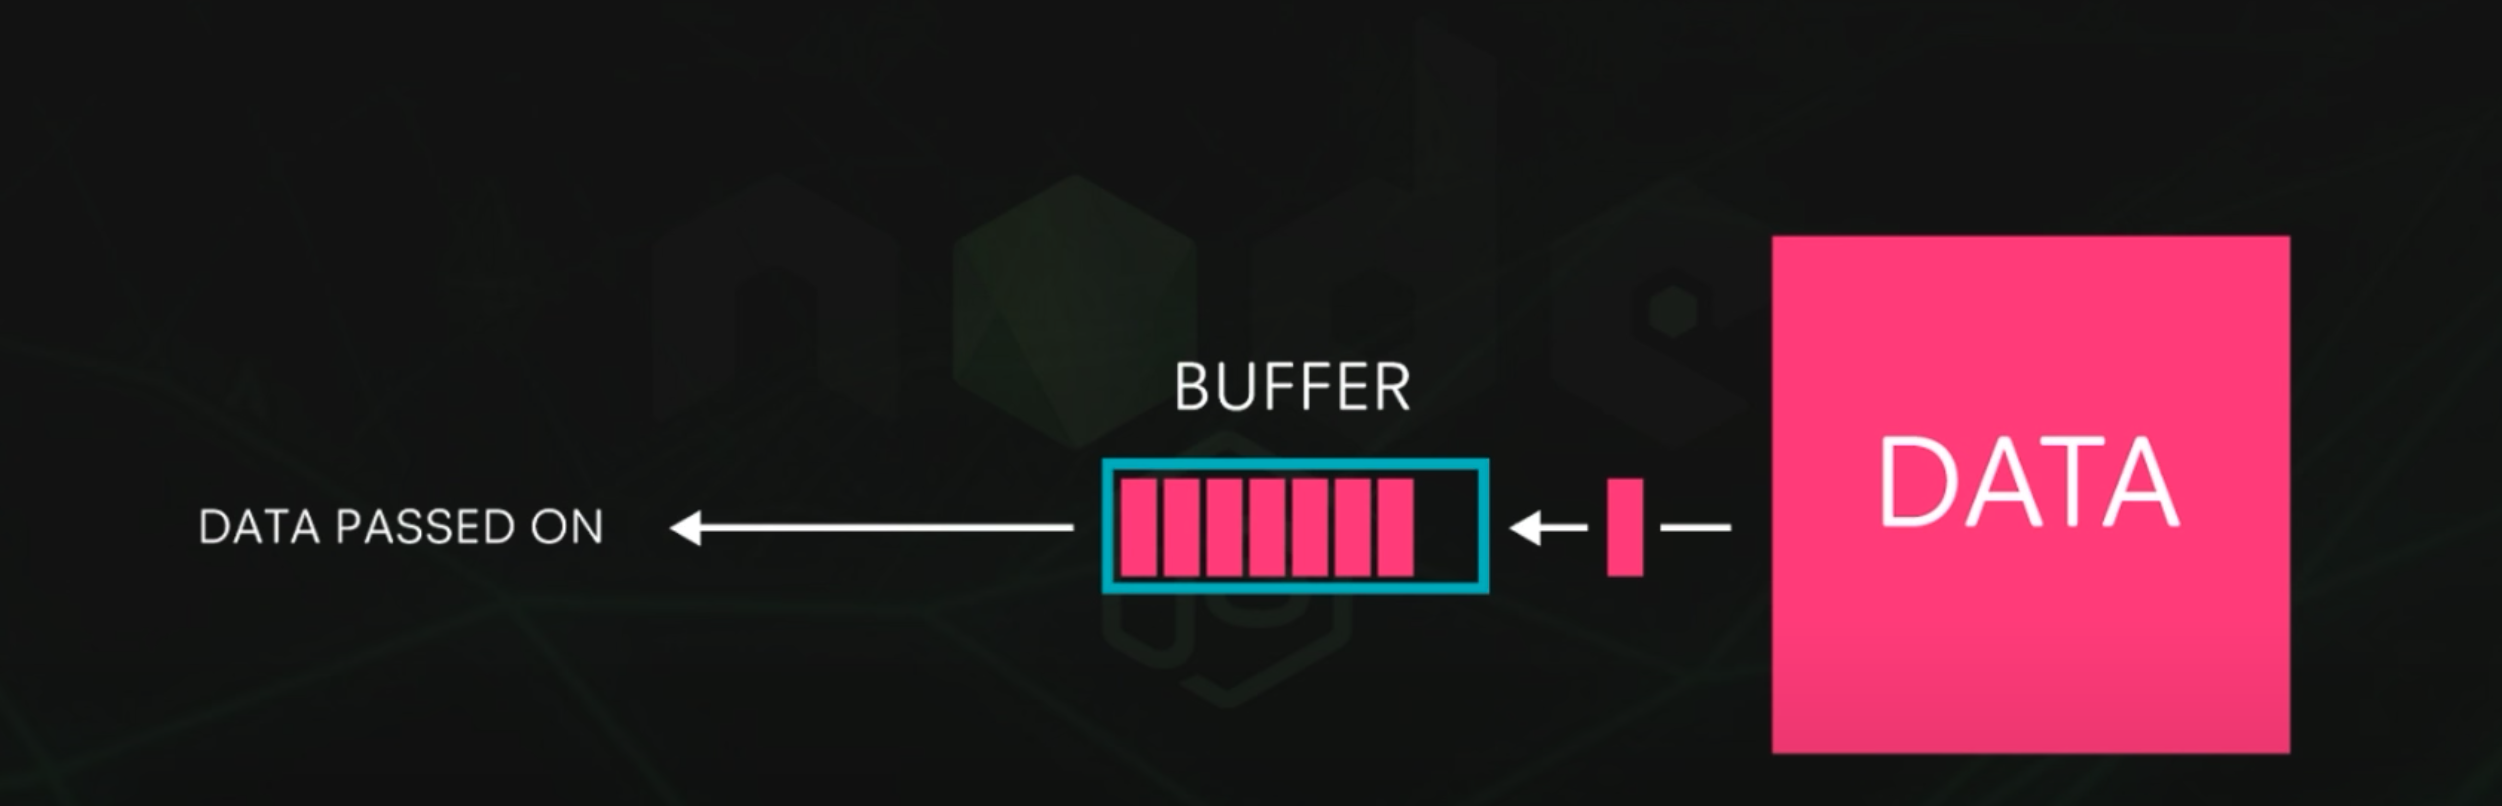 BUFFER
DATA PASSED ON
DATA